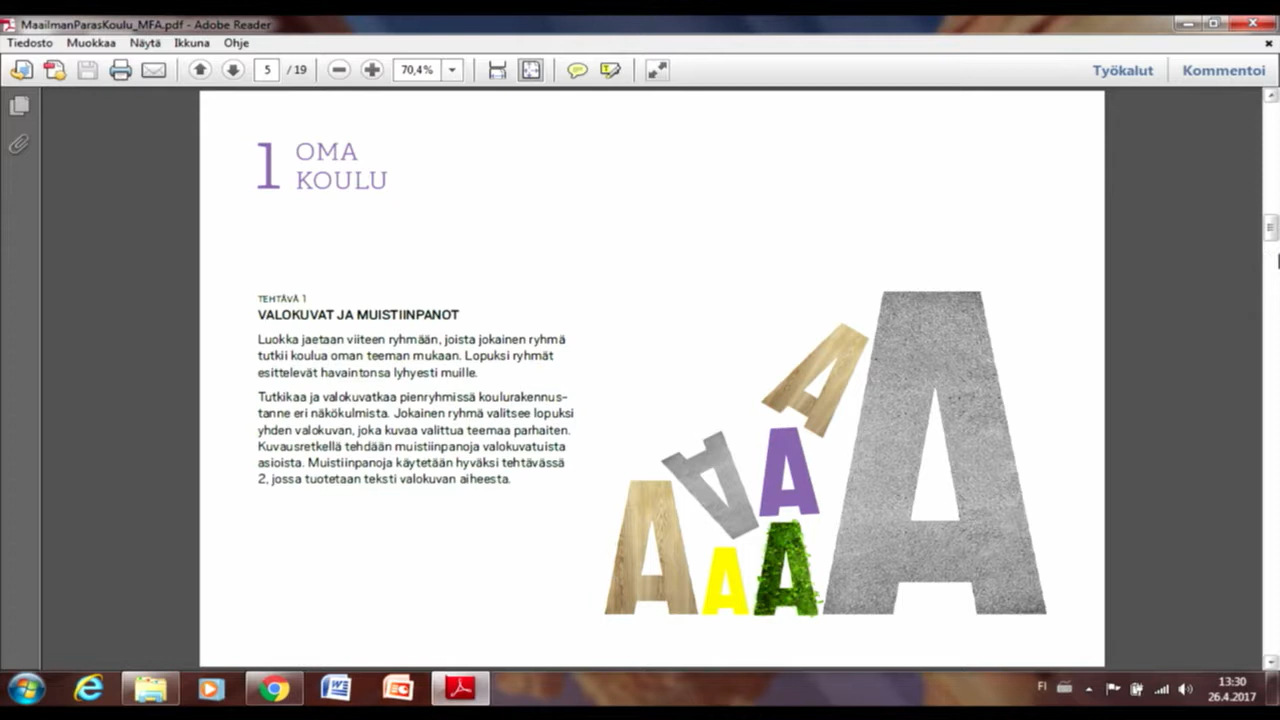 MaailmanParasKoulu_MFA.pdf - Adobe Reader
Tiedosto Muokkaa Näytä Ikkuna Ohje
5 / 19 70,4% Työkalut Kommentoi
1 OMA
KOULU
TEHTÄVÄ 1
VALOKUVAT JA MUISTIINPANOT
Luokka jaetaan viiteen ryhmään, joista jokainen ryhmä
tutkii koulua oman teeman mukaan. Lopuksi ryhmät
esittelevät havaintonsa lyhyesti muille.
Tutkikaa ja valokuvatkaa pienryhmissä koulurakennus-
tanne eri näkökulmista. Jokainen ryhmä valitsee lopuksi
yhden valokuvan, joka kuvaa valittua teemaa parhaiten.
Kuvausretkellä tehdään muistiinpanoja valokuvatuista
asioista. Muistiinpanoja käytetään hyväksi tehtävässä
2, jossa tuotetaan teksti valokuvan aiheesta.
A
A
A
A
A
A
A
FI 13:30
26.4.2017